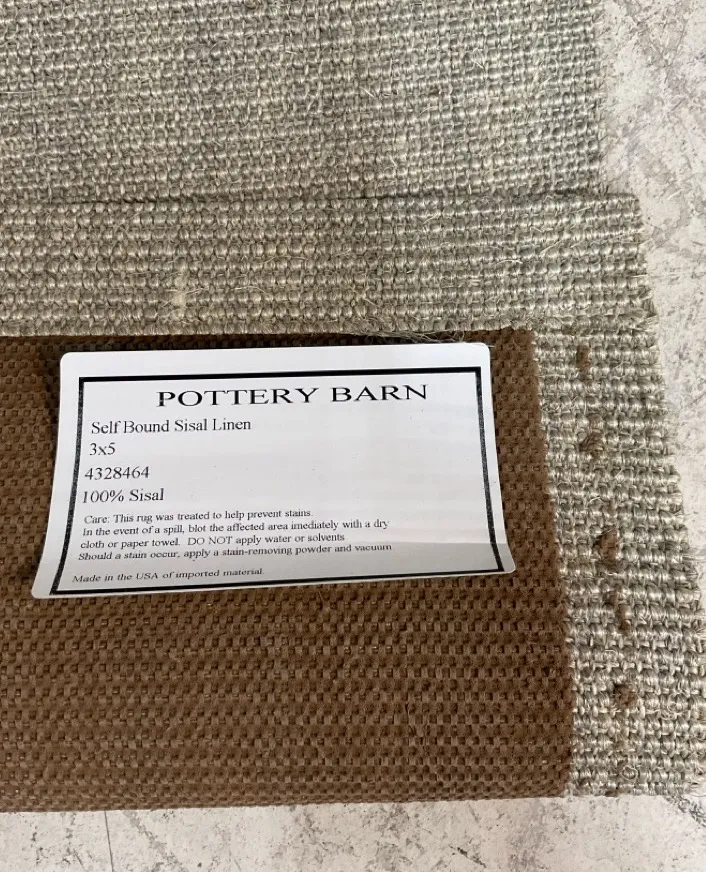 POTTERY BARN
Self Bound Sisal Linen
3x5
4328464
100% Sisal
Care: This rug was treated to help prevent stains.
In the event of a spill, blot the affected area imediately with a dry
cloth or paper towel. DO NOT apply water or solvents
Should a stain occur, apply a stain-removing powder and vacuum
Made in the USA of imported material.